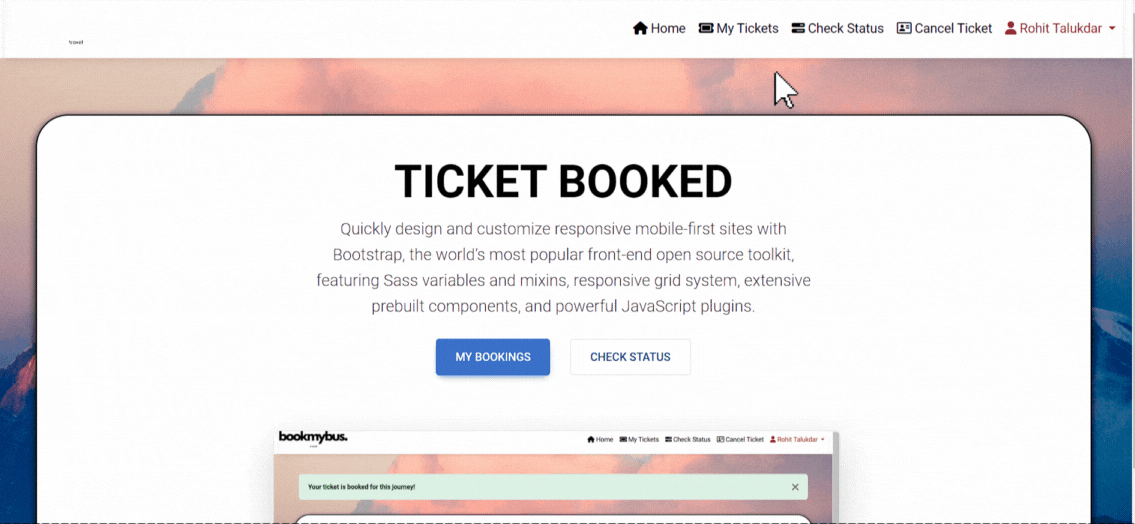 Home My Tickets Check Status Cancel Ticket Rohit Talukdar
travel
TICKET BOOKED
Quickly design and customize responsive mobile-first sites with
Bootstrap, the world's most popular front-end open source toolkit,
featuring Sass variables and mixins, responsive grid system, extensive
prebuilt components, and powerful JavaScript plugins.
MY BOOKINGS CHECK STATUS
bookmybus.
Home My Tickets Check Status Cancel Ticket Rohit Talukdar
Your ticket is booked for this journey!